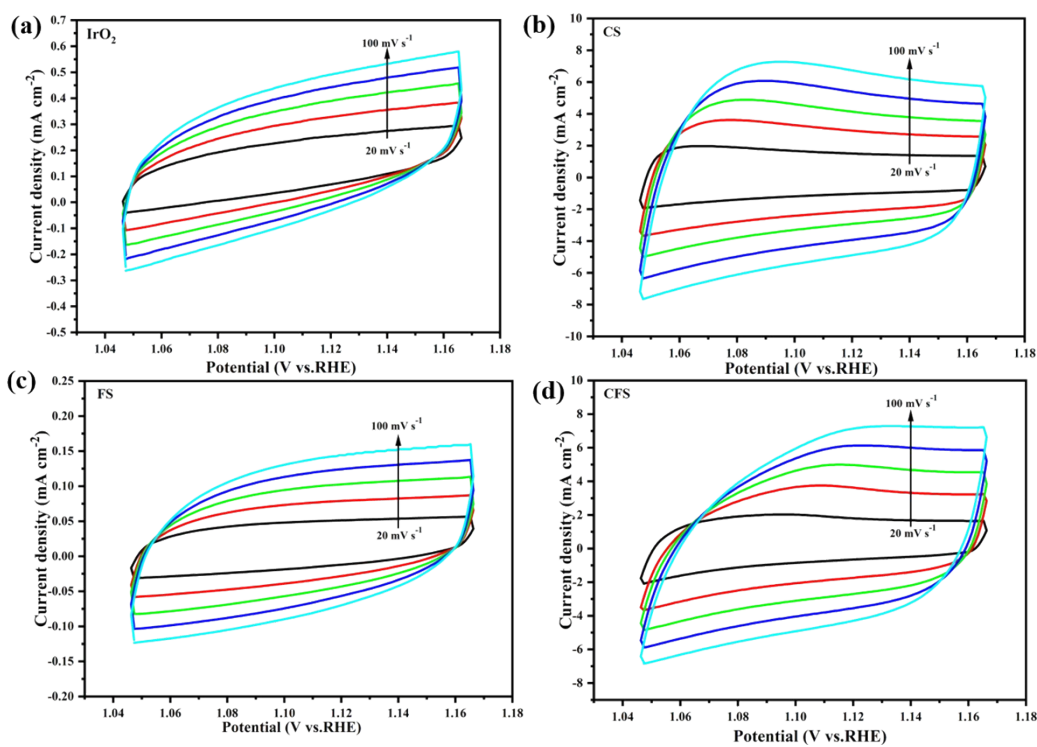 (a)
IrO₂
100 mV s⁻¹
20 mV s⁻¹
0.7
0.6
0.5
0.4
0.3
0.2
0.1
0.0
-0.1
-0.2
-0.3
-0.4
-0.5
Current density (mA cm⁻²)
1.04 1.06 1.08 1.10 1.12 1.14 1.16 1.18
Potential (V vs.RHE)
(b)
CS
100 mV s⁻¹
20 mV s⁻¹
10
8
6
4
2
0
-2
-4
-6
-8
-10
Current density (mA cm⁻²)
1.04 1.06 1.08 1.10 1.12 1.14 1.16 1.18
Potential (V vs.RHE)
(c)
FS
100 mV s⁻¹
20 mV s⁻¹
0.25
0.20
0.15
0.10
0.05
0.00
-0.05
-0.10
-0.15
-0.20
Current density (mA cm⁻²)
1.04 1.06 1.08 1.10 1.12 1.14 1.16 1.18
Potential (V vs.RHE)
(d)
CFS
100 mV s⁻¹
20 mV s⁻¹
10
8
6
4
2
0
-2
-4
-6
-8
Current density (mA cm⁻²)
1.04 1.06 1.08 1.10 1.12 1.14 1.16 1.18
Potential (V vs.RHE)